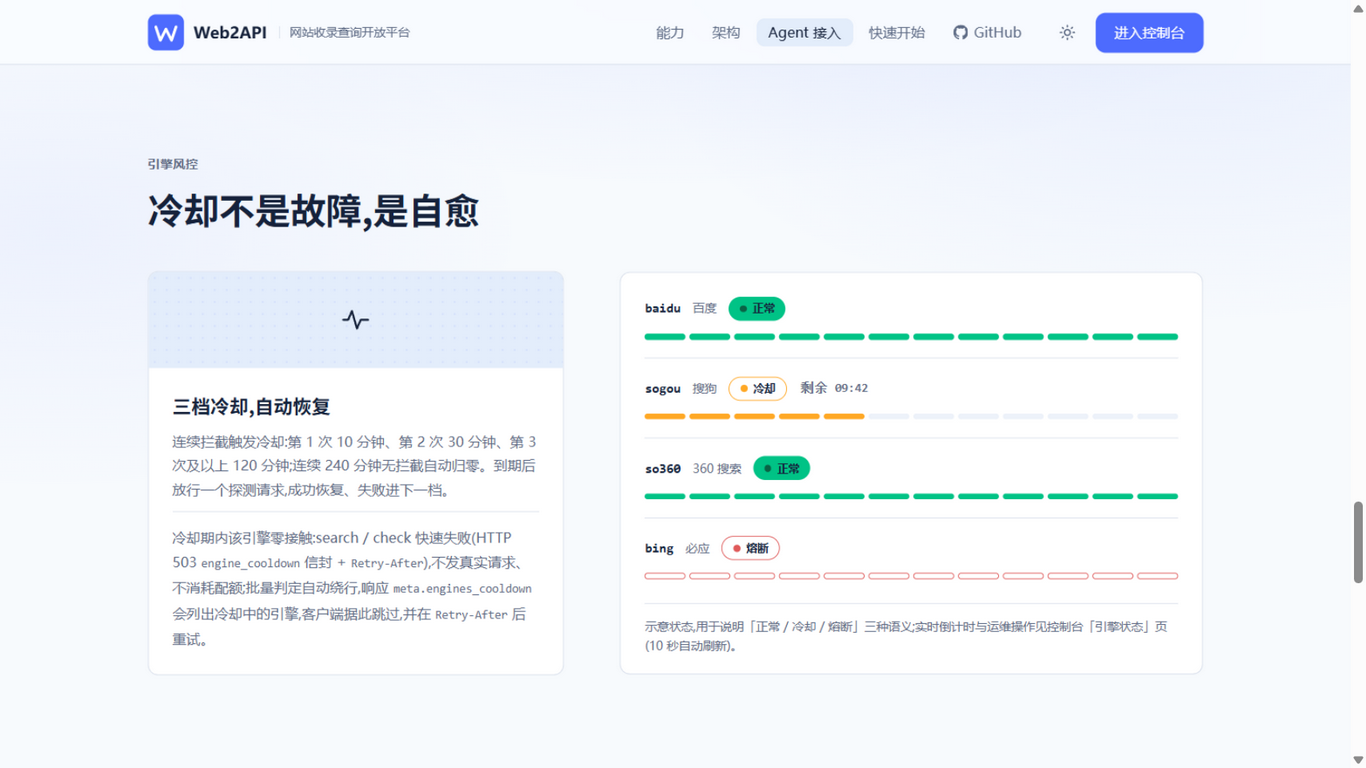 Web2API 网站收录查询开放平台 能力 架构 Agent 接入 快速开始 GitHub 进入控制台
引擎风控
冷却不是故障,是自愈
三档冷却,自动恢复
连续拦截触发冷却:第 1 次 10 分钟、第 2 次 30 分钟、第 3
次及以上 120 分钟;连续 240 分钟无拦截自动归零。到期后
放行一个探测请求,成功恢复、失败进下一档。
冷却期内该引擎零接触:search / check 快速失败(HTTP
503 engine_cooldown 信封 + Retry-After),不发真实请求、
不消耗配额;批量判定自动绕行,响应 meta.engines_cooldown
会列出冷却中的引擎,客户端据此跳过,并在 Retry-After 后
重试。
baidu 百度 正常
sogou 搜狗 冷却 剩余 09:42
so360 360 搜索 正常
bing 必应 熔断
示意状态,用于说明「正常 / 冷却 / 熔断」三种语义;实时倒计时与运维操作见控制台「引擎状态」页
(10 秒自动刷新)。